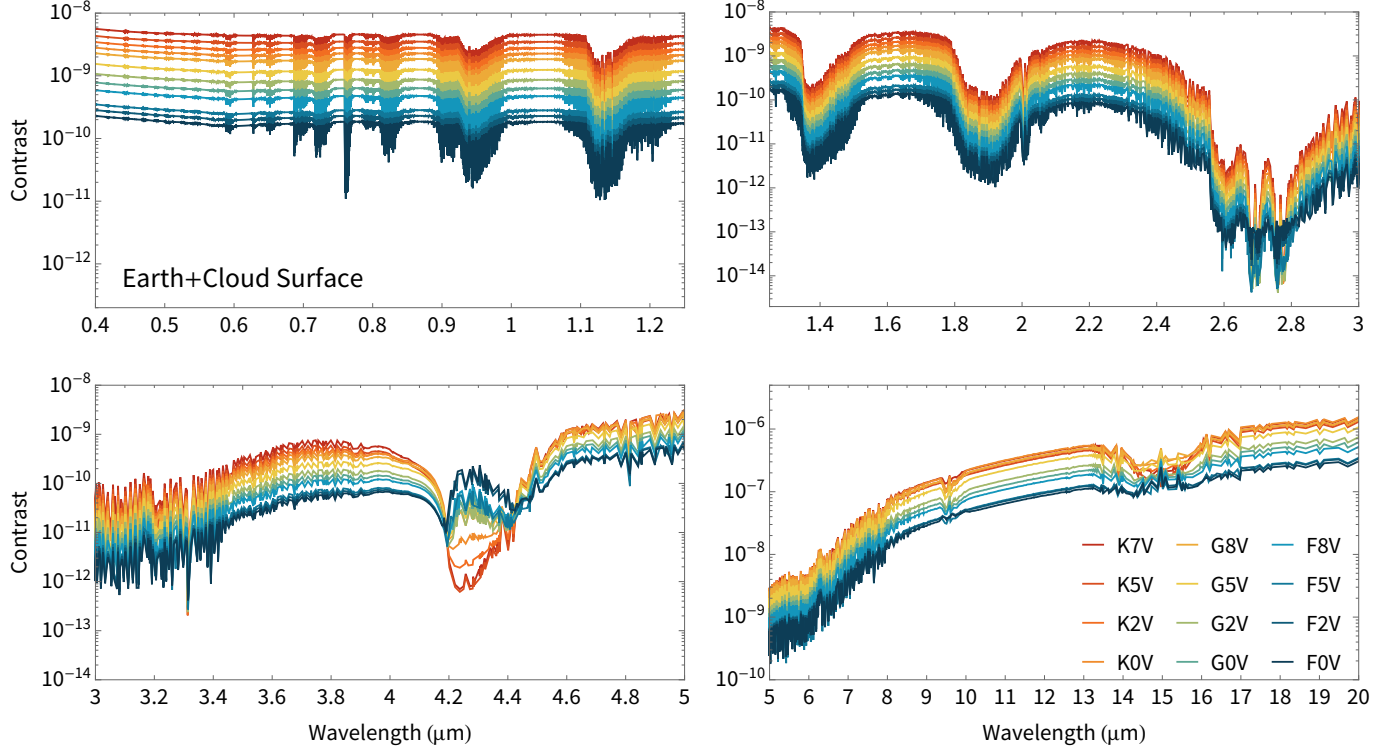 10⁻⁸
10⁻⁹
10⁻¹⁰
10⁻¹¹
10⁻¹²
Contrast
Earth+Cloud Surface
0.4 0.5 0.6 0.7 0.8 0.9 1 1.1 1.2
10⁻⁸
10⁻⁹
10⁻¹⁰
10⁻¹¹
10⁻¹²
10⁻¹³
10⁻¹⁴
1.4 1.6 1.8 2 2.2 2.4 2.6 2.8 3
10⁻⁸
10⁻⁹
10⁻¹⁰
10⁻¹¹
10⁻¹²
10⁻¹³
10⁻¹⁴
Contrast
3 3.2 3.4 3.6 3.8 4 4.2 4.4 4.6 4.8 5
Wavelength (μm)
10⁻⁶
10⁻⁷
10⁻⁸
10⁻⁹
10⁻¹⁰
K7V G8V F8V
K5V G5V F5V
K2V G2V F2V
K0V G0V F0V
5 6 7 8 9 10 11 12 13 14 15 16 17 18 19 20
Wavelength (μm)